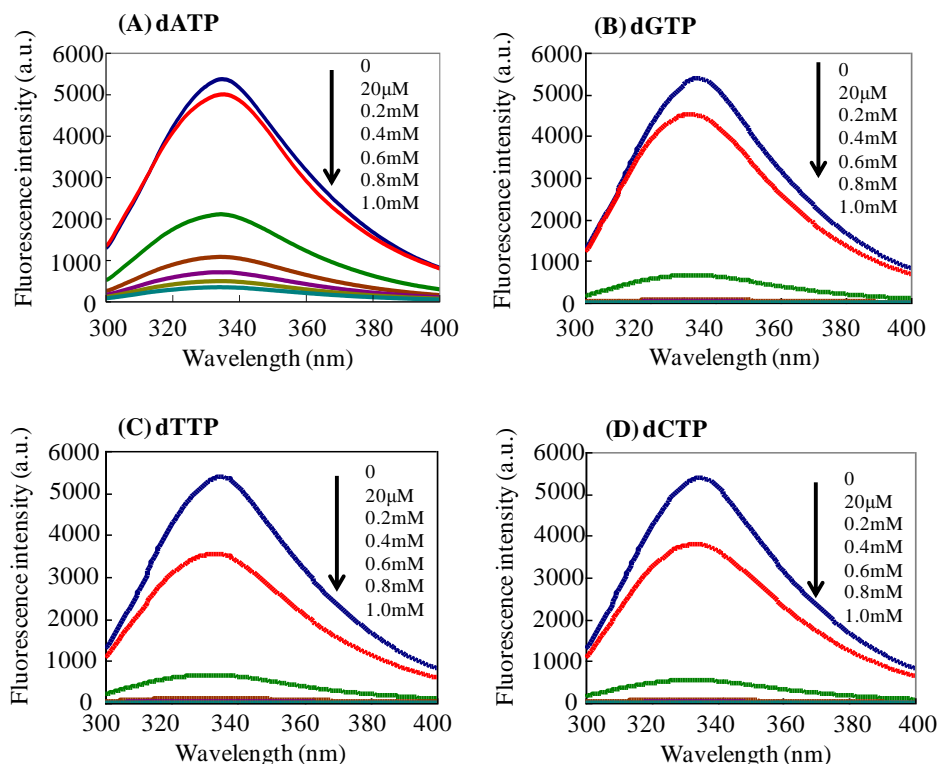 (A) dATP
Fluorescence intensity (a.u.)
6000
5000
4000
3000
2000
1000
0
300
320
340
360
380
400
Wavelength (nm)
0
20μM
0.2mM
0.4mM
0.6mM
0.8mM
1.0mM
(B) dGTP
Fluorescence intensity (a.u.)
6000
5000
4000
3000
2000
1000
0
300
320
340
360
380
400
Wavelength (nm)
0
20μM
0.2mM
0.4mM
0.6mM
0.8mM
1.0mM
(C) dTTP
Fluorescence intensity (a.u.)
6000
5000
4000
3000
2000
1000
0
300
320
340
360
380
400
Wavelength (nm)
0
20μM
0.2mM
0.4mM
0.6mM
0.8mM
1.0mM
(D) dCTP
Fluorescence intensity (a.u.)
6000
5000
4000
3000
2000
1000
0
300
320
340
360
380
400
Wavelength (nm)
0
20μM
0.2mM
0.4mM
0.6mM
0.8mM
1.0mM